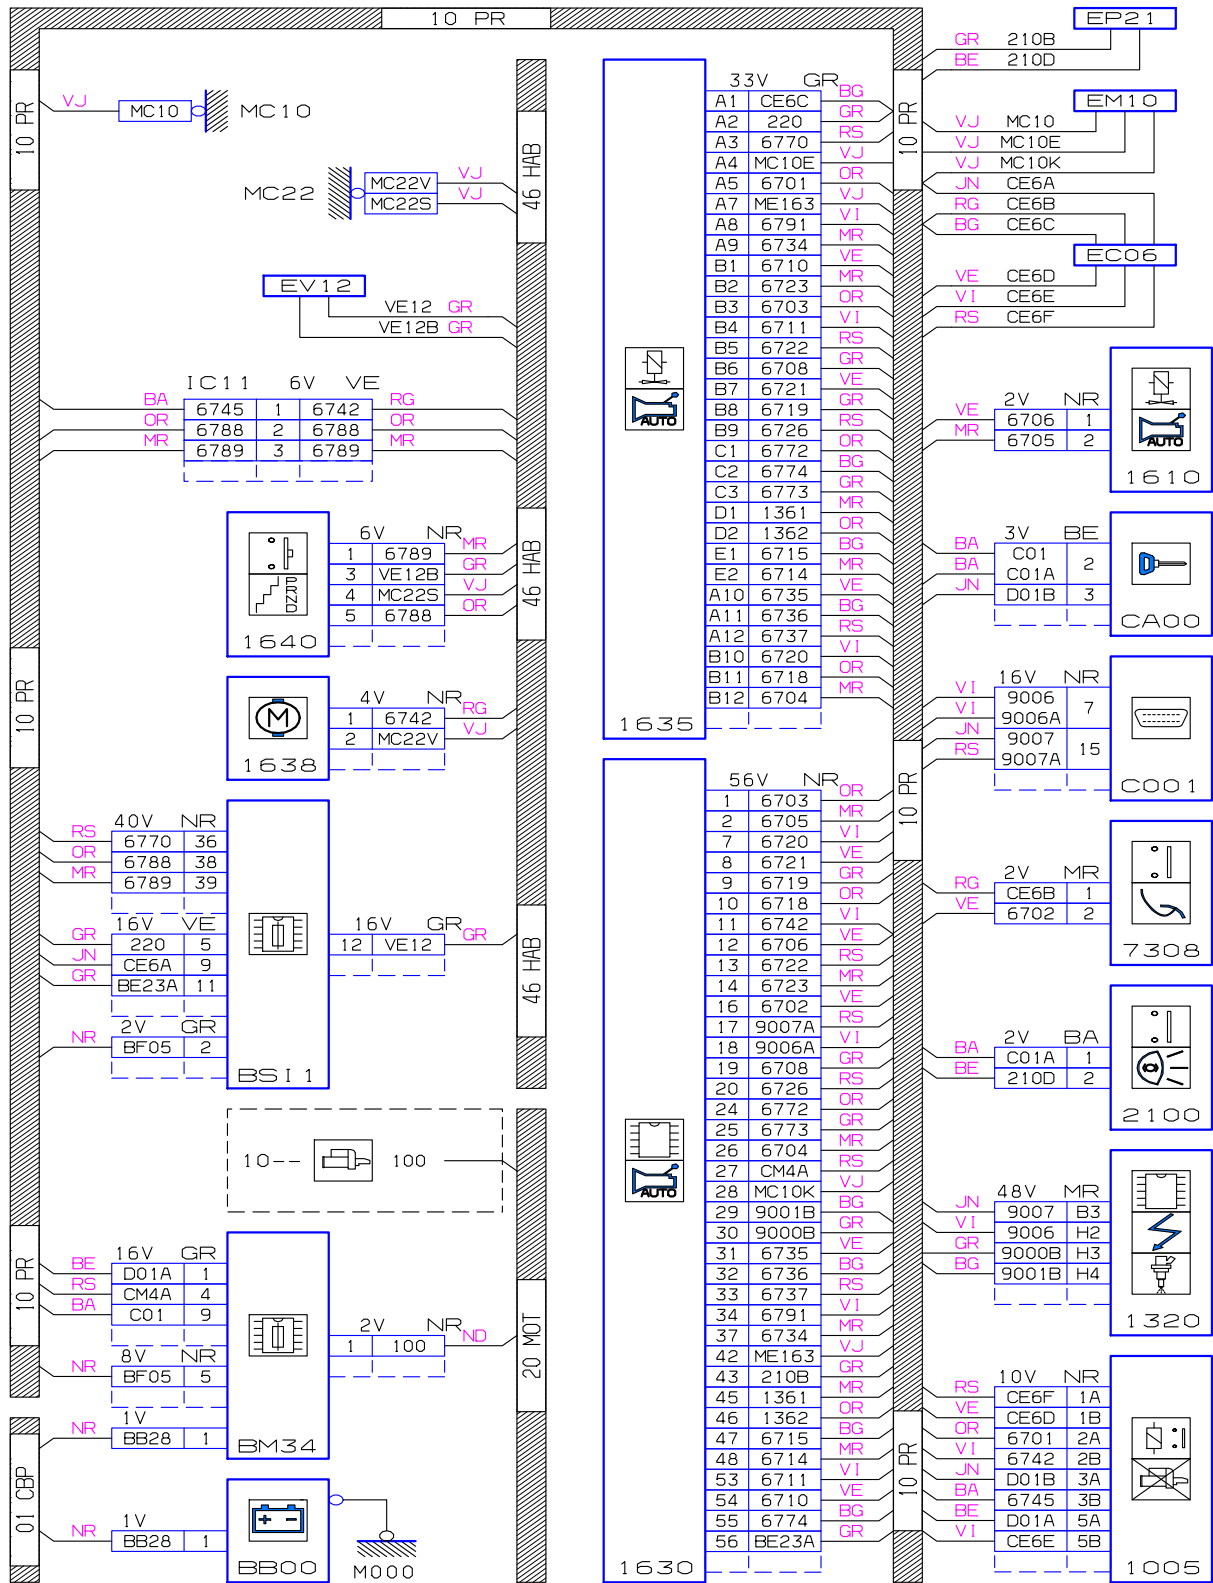 10 PR
10 PR
VJ MC10 MC10
MC22 MC22V VJ
MC22S VJ
46 HAB
EV12
VE12 GR
VE12B GR
IC11 6V VE
BA 6745 1 6742 RG
OR 6788 2 6788 OR
MR 6789 3 6789 MR
6V NR
1 6789 MR
3 VE12B GR
4 MC22S VJ
5 6788 OR
PRND
1640
46 HAB
10 PR
4V NR
1 6742 RG
2 MC22V VJ
M
1638
40V NR
RS 6770 36
OR 6788 38
MR 6789 39
16V VE
GR 220 5
JN CE6A 9
GR BE23A 11
2V GR
NR BF05 2
16V GR
12 VE12 GR
BSI1
46 HAB
10-- 100
10 PR
16V GR
BE D01A 1
RS CM4A 4
BA C01 9
8V NR
NR BF05 5
1V
NR BB28 1
2V NR
1 100 ND
BM34
20 MOT
01 CBP
1V
NR BB28 1
+ -
BB00
M000
33V GR
A1 CE6C BG
A2 220 GR
A3 6770 RS
A4 MC10E VJ
A5 6701 OR
A7 ME163 VJ
A8 6791 VI
A9 6734 MR
B1 6710 VE
B2 6723 MR
B3 6703 OR
B4 6711 VI
B5 6722 RS
B6 6708 GR
B7 6721 VE
B8 6719 GR
B9 6726 RS
C1 6772 OR
C2 6774 BG
C3 6773 GR
D1 1361 MR
D2 1362 OR
E1 6715 BG
E2 6714 MR
A10 6735 VE
A11 6736 BG
A12 6737 RS
B10 6720 VI
B11 6718 OR
B12 6704 MR
AUTO
1635
56V NR
1 6703 OR
2 6705 MR
7 6720 VI
8 6721 VE
9 6719 GR
10 6718 OR
11 6742 VI
12 6706 VE
13 6722 RS
14 6723 MR
16 6702 VE
17 9007A RS
18 9006A VI
19 6708 GR
20 6726 RS
24 6772 OR
25 6773 GR
26 6704 MR
27 CM4A RS
28 MC10K VJ
29 9001B BG
30 9000B GR
31 6735 VE
32 6736 BG
33 6737 RS
34 6791 VI
37 6734 MR
42 ME163 VJ
43 210B GR
45 1361 MR
46 1362 OR
47 6715 BG
48 6714 MR
53 6711 VI
54 6710 VE
55 6774 BG
56 BE23A GR
AUTO
1630
10 PR
10 PR
10 PR
EP21
GR 210B
BE 210D
EM10
VJ MC10
VJ MC10E
VJ MC10K
JN CE6A
RG CE6B
BG CE6C
EC06
VE CE6D
VI CE6E
RS CE6F
2V NR
VE 6706 1
MR 6705 2
AUTO
1610
3V BE
BA C01 2
BA C01A
JN D01B 3
CA00
16V NR
VI 9006 7
VI 9006A
JN 9007 15
RS 9007A
C001
2V MR
RG CE6B 1
VE 6702 2
7308
2V BA
BA C01A 1
BE 210D 2
2100
48V MR
JN 9007 B3
VI 9006 H2
GR 9000B H3
BG 9001B H4
1320
10V NR
RS CE6F 1A
VE CE6D 1B
OR 6701 2A
VI 6742 2B
JN D01B 3A
BA 6745 3B
BE D01A 5A
VI CE6E 5B
1005